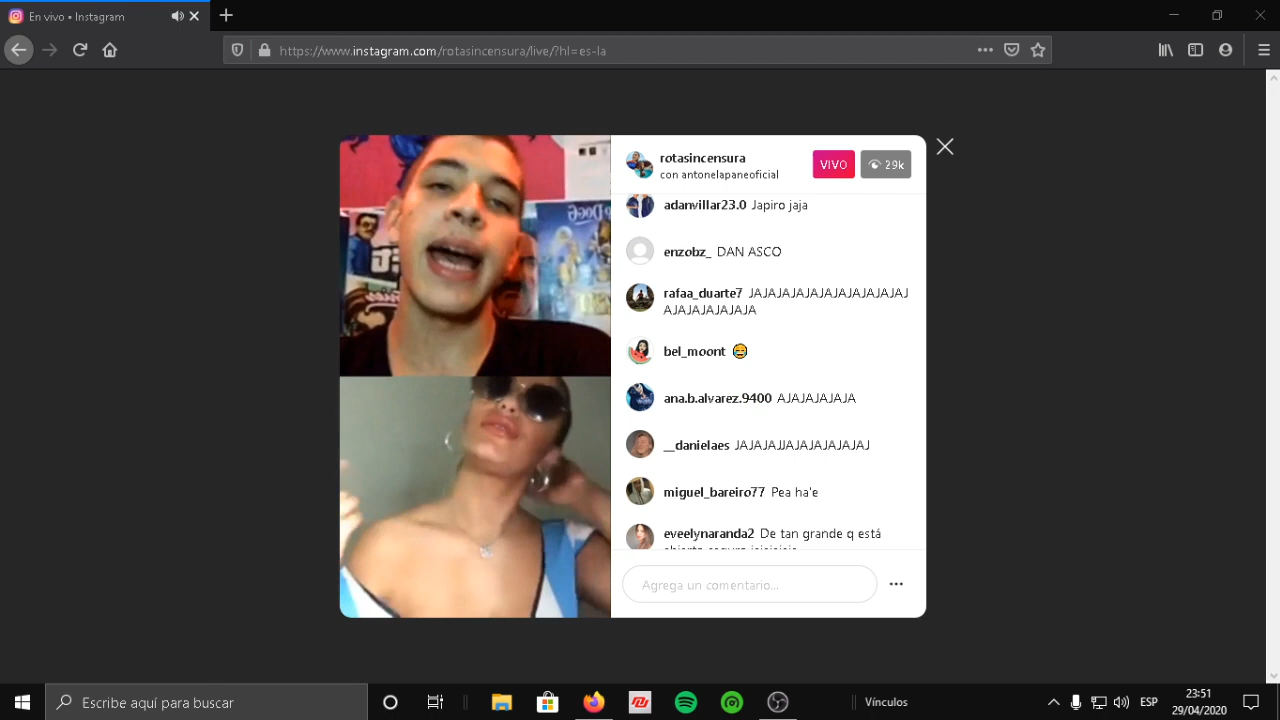 En vivo • Instagram
https://www.instagram.com/rotasincensura/live/?hl=es-la
rotasincensura
con antonelapaneoficial
VIVO
29k
adanvillar23.0 Japiro jaja
enzobz_ DAN ASCO
rafaa_duarte7 JAJAJAJAJAJAJAJAJAJAJAJ
AJAJAJAJAJAJA
bel_moont 😂
ana.b.alvarez.9400 AJAJAJAJAJA
__danielaes JAJAJAJJAJAJAJAJAJAJ
miguel_bareiro77 Pea ha'e
eveelynaranda2 De tan grande q está
Agrega un comentario...
Escribe aquí para buscar
Vínculos
ESP
23:51
29/04/2020